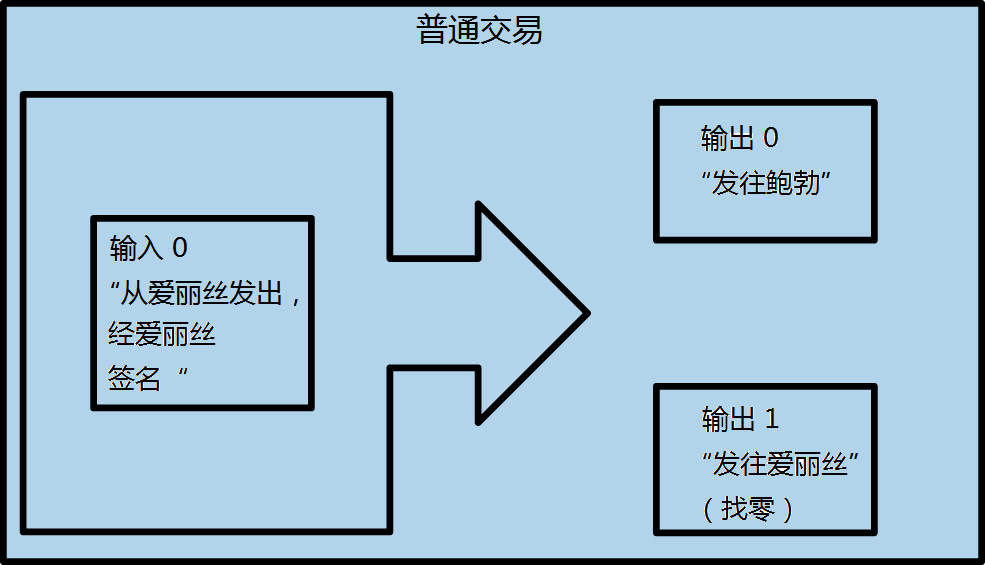 普通交易
输入 0
“从爱丽丝发出，
经爱丽丝
签名 “
输出 0
“发往鲍勃”
输出 1
“发往爱丽丝”
（找零）